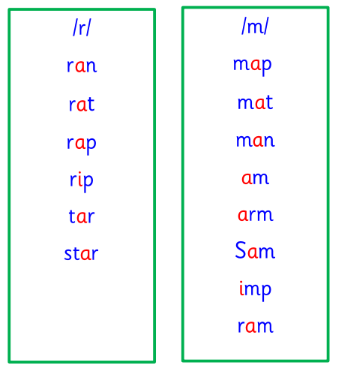 /r/
ran
rat
rap
rip
tar
star
/m/
map
mat
man
am
arm
Sam
imp
ram